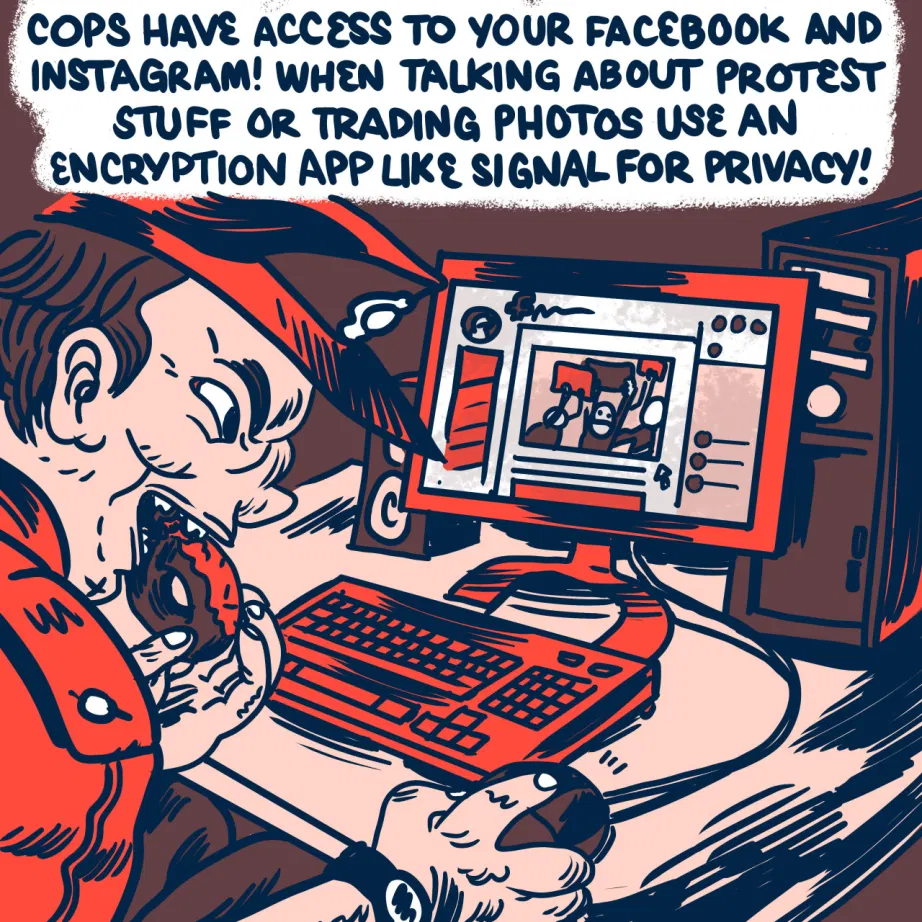 COPS HAVE ACCESS TO YOUR FACEBOOK AND
INSTAGRAM! WHEN TALKING ABOUT PROTEST
STUFF OR TRADING PHOTOS USE AN
ENCRYPTION APP LIKE SIGNAL FOR PRIVACY!